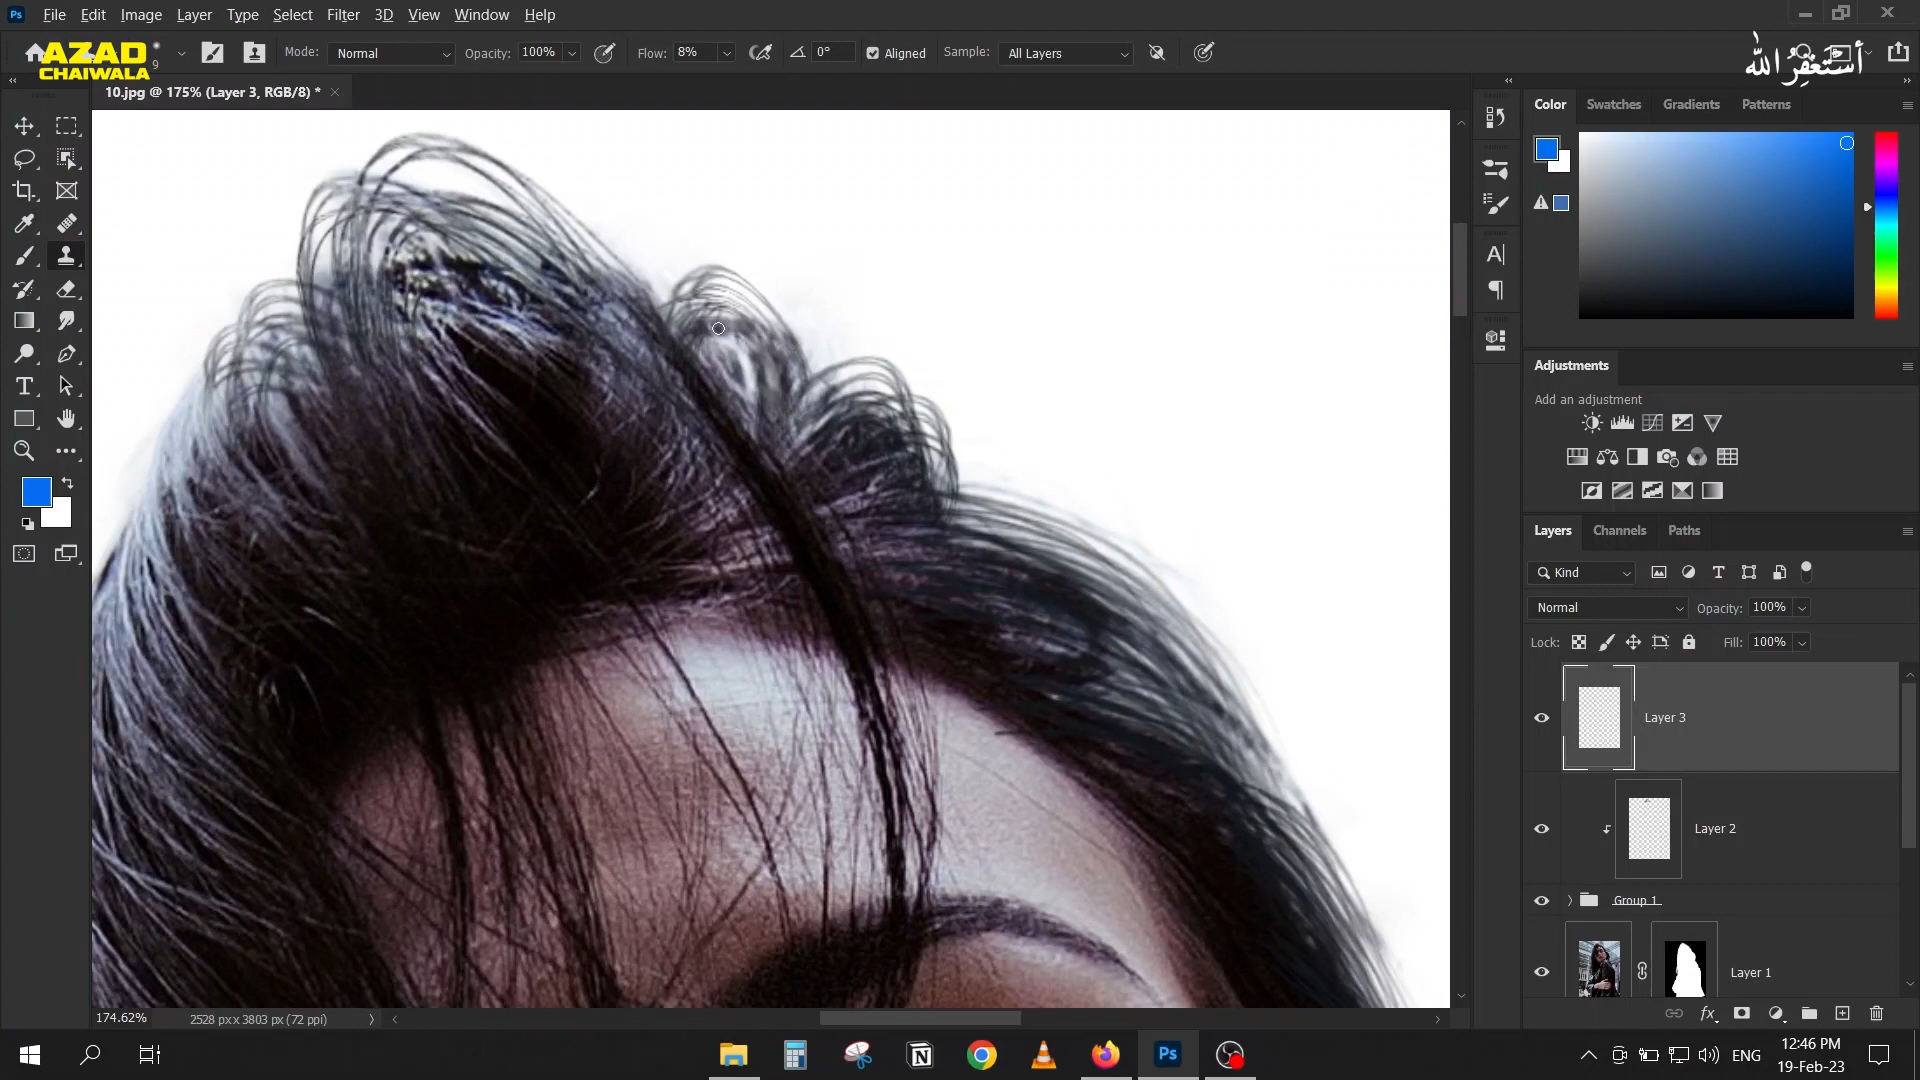 Ps File Edit Image Layer Type Select Filter 3D View Window Help
AZAD
CHAIWALA
9 Mode: Normal Opacity: 100% Flow: 8% 0° Aligned Sample: All Layers
أستغفر الله
10.jpg @ 175% (Layer 3, RGB/8) *
Color Swatches Gradients Patterns
Adjustments
Add an adjustment
Layers Channels Paths
Kind
Normal Opacity: 100%
Lock: Fill: 100%
Layer 3
Layer 2
Group 1
Layer 1
174.62% 2528 px x 3803 px (72 ppi)
Ps ENG 12:46 PM
19-Feb-23